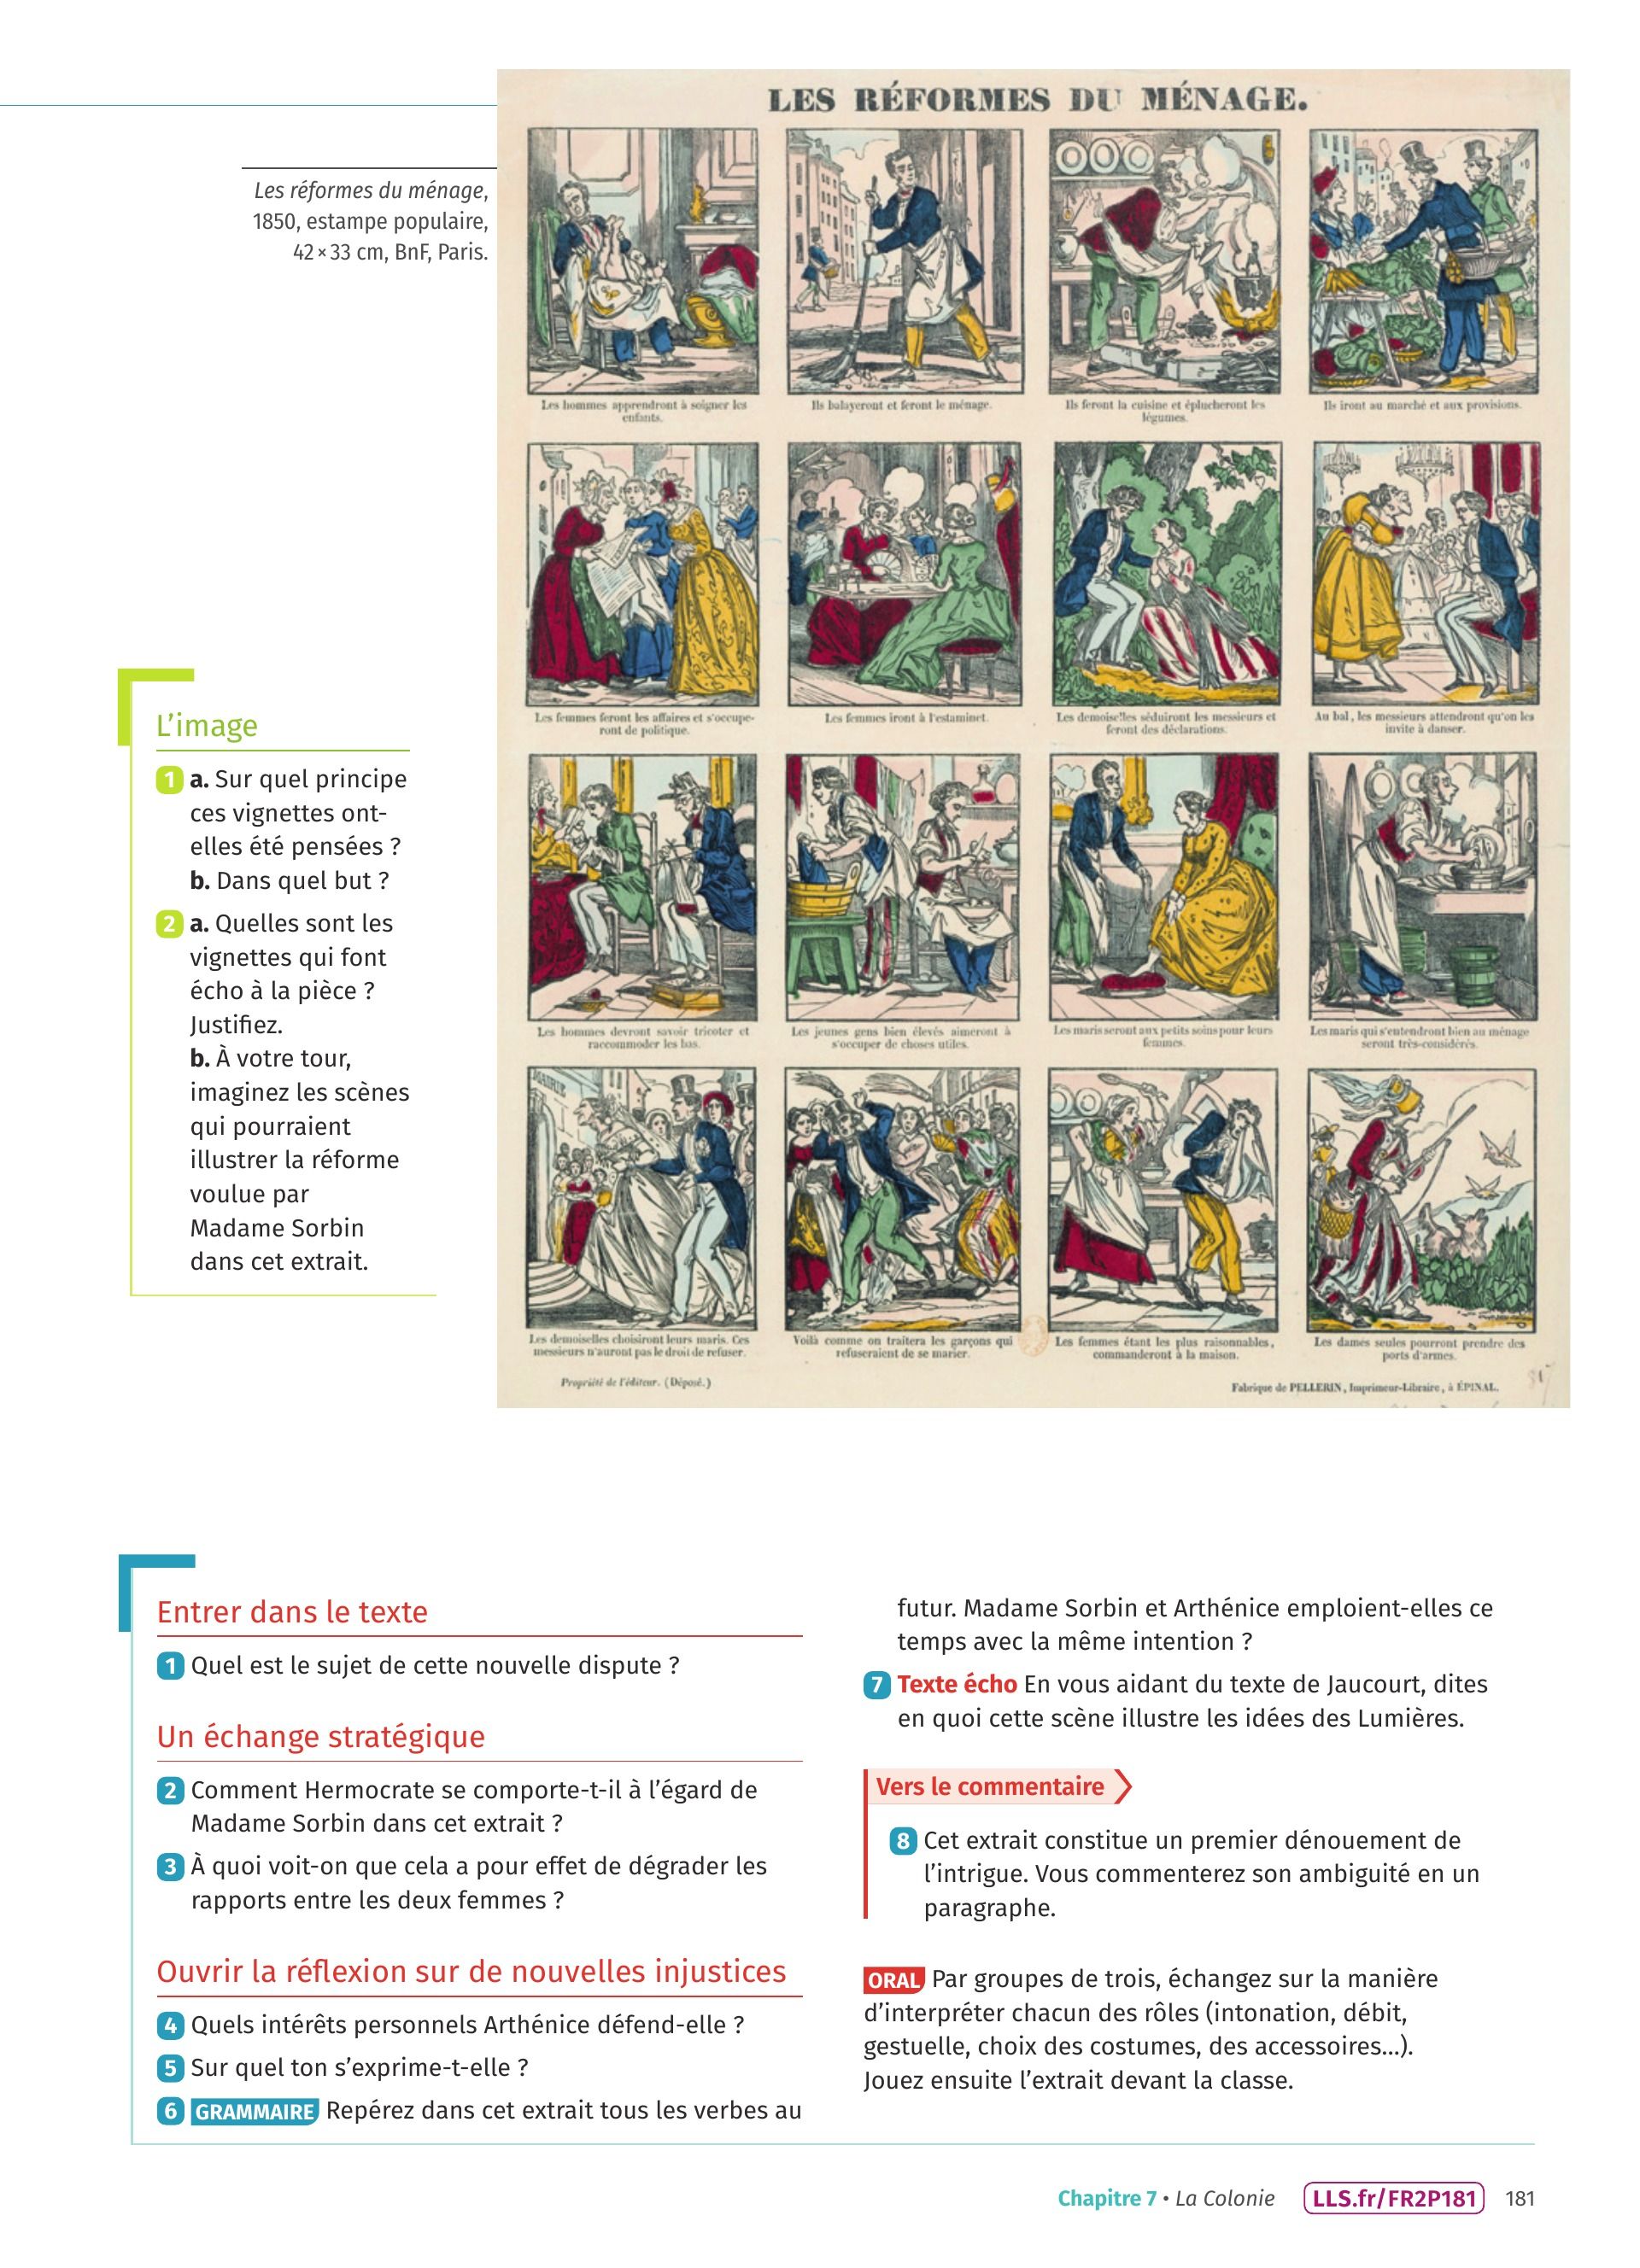 LES RÉFORMES DU MÉNAGE.
Les réformes du ménage,
1850, estampe populaire,
42 × 33 cm, BnF, Paris.
Les hommes apprendront à soigner les
enfants.
Ils balayeront et feront le ménage.
Ils feront la cuisine et éplucheront les
légumes.
Ils iront au marché et aux provisions.
Les femmes feront les affaires et s'occupe-
ront de politique.
Les femmes iront à l'estaminet.
Les demoiselles séduiront les messieurs et
feront des déclarations.
Au bal, les messieurs attendront qu'on les
invite à danser.
Les hommes devront savoir tricoter et
raccommoder les bas.
Les jeunes gens bien élevés aimeront à
s'occuper de choses utiles.
Les maris seront aux petits soins pour leurs
femmes.
Les maris qui s'entendront bien au ménage
seront très-considérés.
MAIRIE
Les demoiselles choisiront leurs maris. Ces
messieurs n'auront pas le droit de refuser.
Voilà comme on traitera les garçons qui
refuseraient de se marier.
Les femmes étant les plus raisonnables,
commanderont à la maison.
Les dames seules pourront prendre des
ports d'armes.
Propriété de l'éditeur. (Déposé.)
Fabrique de PELLERIN, Imprimeur-Libraire, à ÉPINAL.
L'image
1 a. Sur quel principe
ces vignettes ont-
elles été pensées ?
b. Dans quel but ?
2 a. Quelles sont les
vignettes qui font
écho à la pièce ?
Justifiez.
b. À votre tour,
imaginez les scènes
qui pourraient
illustrer la réforme
voulue par
Madame Sorbin
dans cet extrait.
Entrer dans le texte
1 Quel est le sujet de cette nouvelle dispute ?
Un échange stratégique
2 Comment Hermocrate se comporte-t-il à l'égard de
Madame Sorbin dans cet extrait ?
3 À quoi voit-on que cela a pour effet de dégrader les
rapports entre les deux femmes ?
Ouvrir la réflexion sur de nouvelles injustices
4 Quels intérêts personnels Arthénice défend-elle ?
5 Sur quel ton s'exprime-t-elle ?
6 GRAMMAIRE Repérez dans cet extrait tous les verbes au
futur. Madame Sorbin et Arthénice emploient-elles ce
temps avec la même intention ?
7 Texte écho En vous aidant du texte de Jaucourt, dites
en quoi cette scène illustre les idées des Lumières.
Vers le commentaire
8 Cet extrait constitue un premier dénouement de
l'intrigue. Vous commenterez son ambiguité en un
paragraphe.
ORAL Par groupes de trois, échangez sur la manière
d'interpréter chacun des rôles (intonation, débit,
gestuelle, choix des costumes, des accessoires...).
Jouez ensuite l'extrait devant la classe.
Chapitre 7 • La Colonie LLS.fr/FR2P181 181